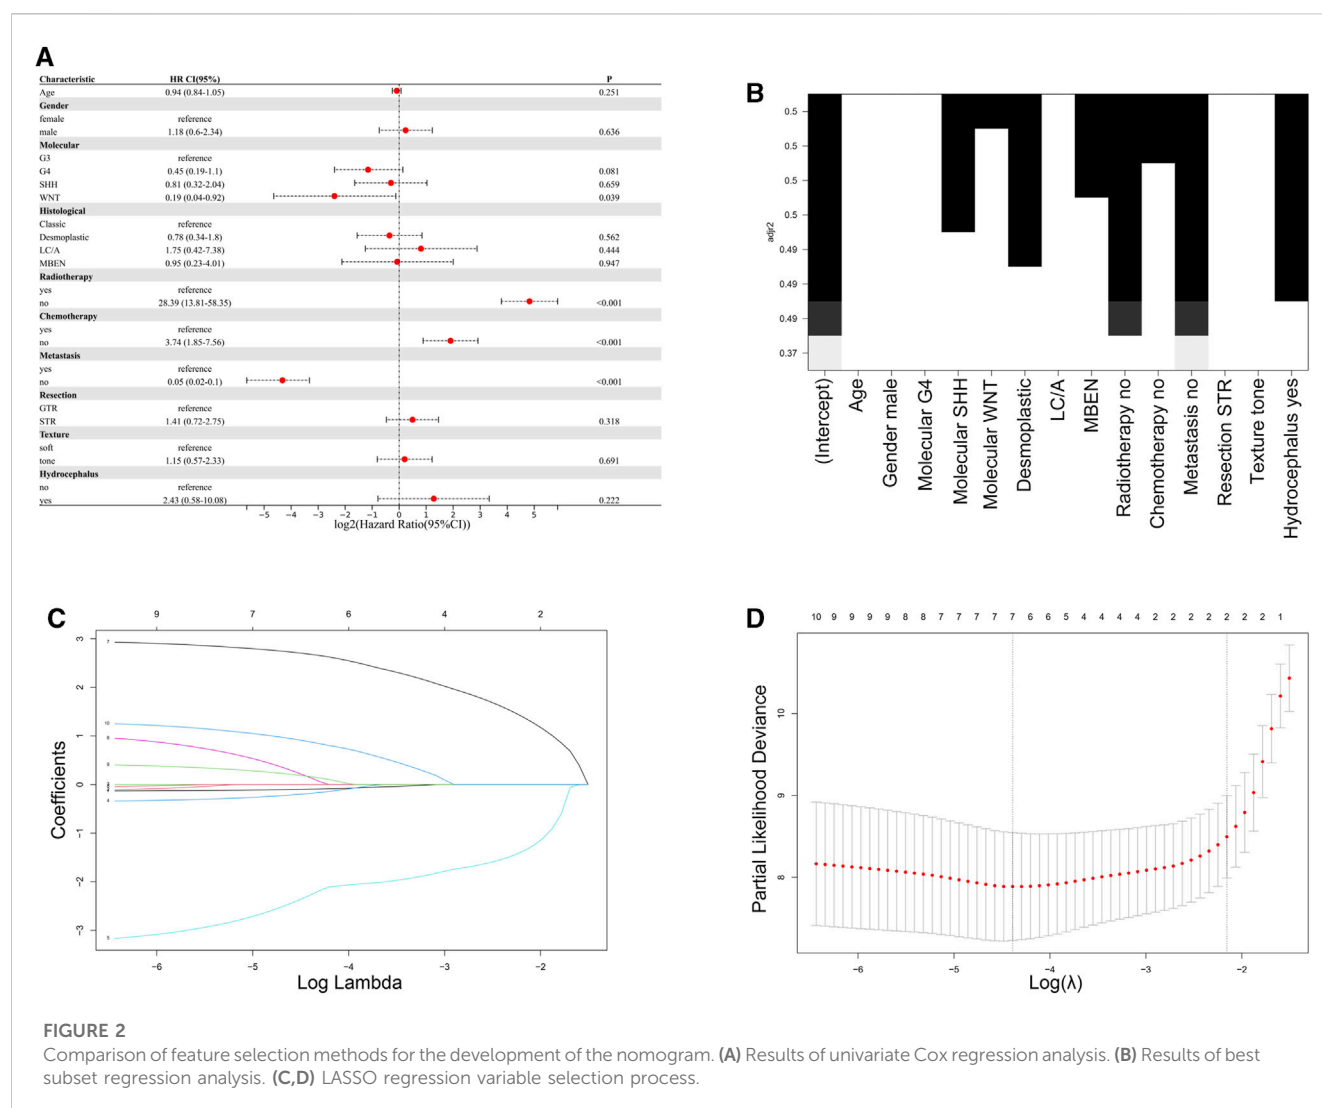 A
Characteristic HR CI(95%) P
Age 0.94 (0.84-1.05) 0.251
Gender
female reference
male 1.18 (0.6-2.34) 0.636
Molecular
G3 reference
G4 0.45 (0.19-1.1) 0.081
SHH 0.81 (0.32-2.04) 0.659
WNT 0.19 (0.04-0.92) 0.039
Histological
Classic reference
Desmoplastic 0.78 (0.34-1.8) 0.562
LC/A 1.75 (0.42-7.38) 0.444
MBEN 0.95 (0.23-4.01) 0.947
Radiotherapy
yes reference
no 28.39 (13.81-58.35) <0.001
Chemotherapy
yes reference
no 3.74 (1.85-7.56) <0.001
Metastasis
yes reference
no 0.05 (0.02-0.1) <0.001
Resection
GTR reference
STR 1.41 (0.72-2.75) 0.318
Texture
soft reference
tone 1.15 (0.57-2.33) 0.691
Hydrocephalus
no reference
yes 2.43 (0.58-10.08) 0.222
−5 −4 −3 −2 −1 0 1 2 3 4 5
log2(Hazard Ratio(95%CI))
B
adjr2
0.5
0.5
0.5
0.5
0.49
0.49
0.49
0.37
(Intercept)
Age
Gender male
Molecular G4
Molecular SHH
Molecular WNT
Desmoplastic
LC/A
MBEN
Radiotherapy no
Chemotherapy no
Metastasis no
Resection STR
Texture tone
Hydrocephalus yes
C
9 7 6 4 2
Coefficients
3
2
1
0
−1
−2
−3
7
10
4
−6 −5 −4 −3 −2
Log Lambda
D
10 9 9 9 9 8 8 7 7 7 7 7 6 6 5 4 4 4 4 2 2 2 2 2 2 2 1
Partial Likelihood Deviance
10
9
8
−6 −5 −4 −3 −2
Log(λ)
FIGURE 2
Comparison of feature selection methods for the development of the nomogram. (A) Results of univariate Cox regression analysis. (B) Results of best
subset regression analysis. (C,D) LASSO regression variable selection process.